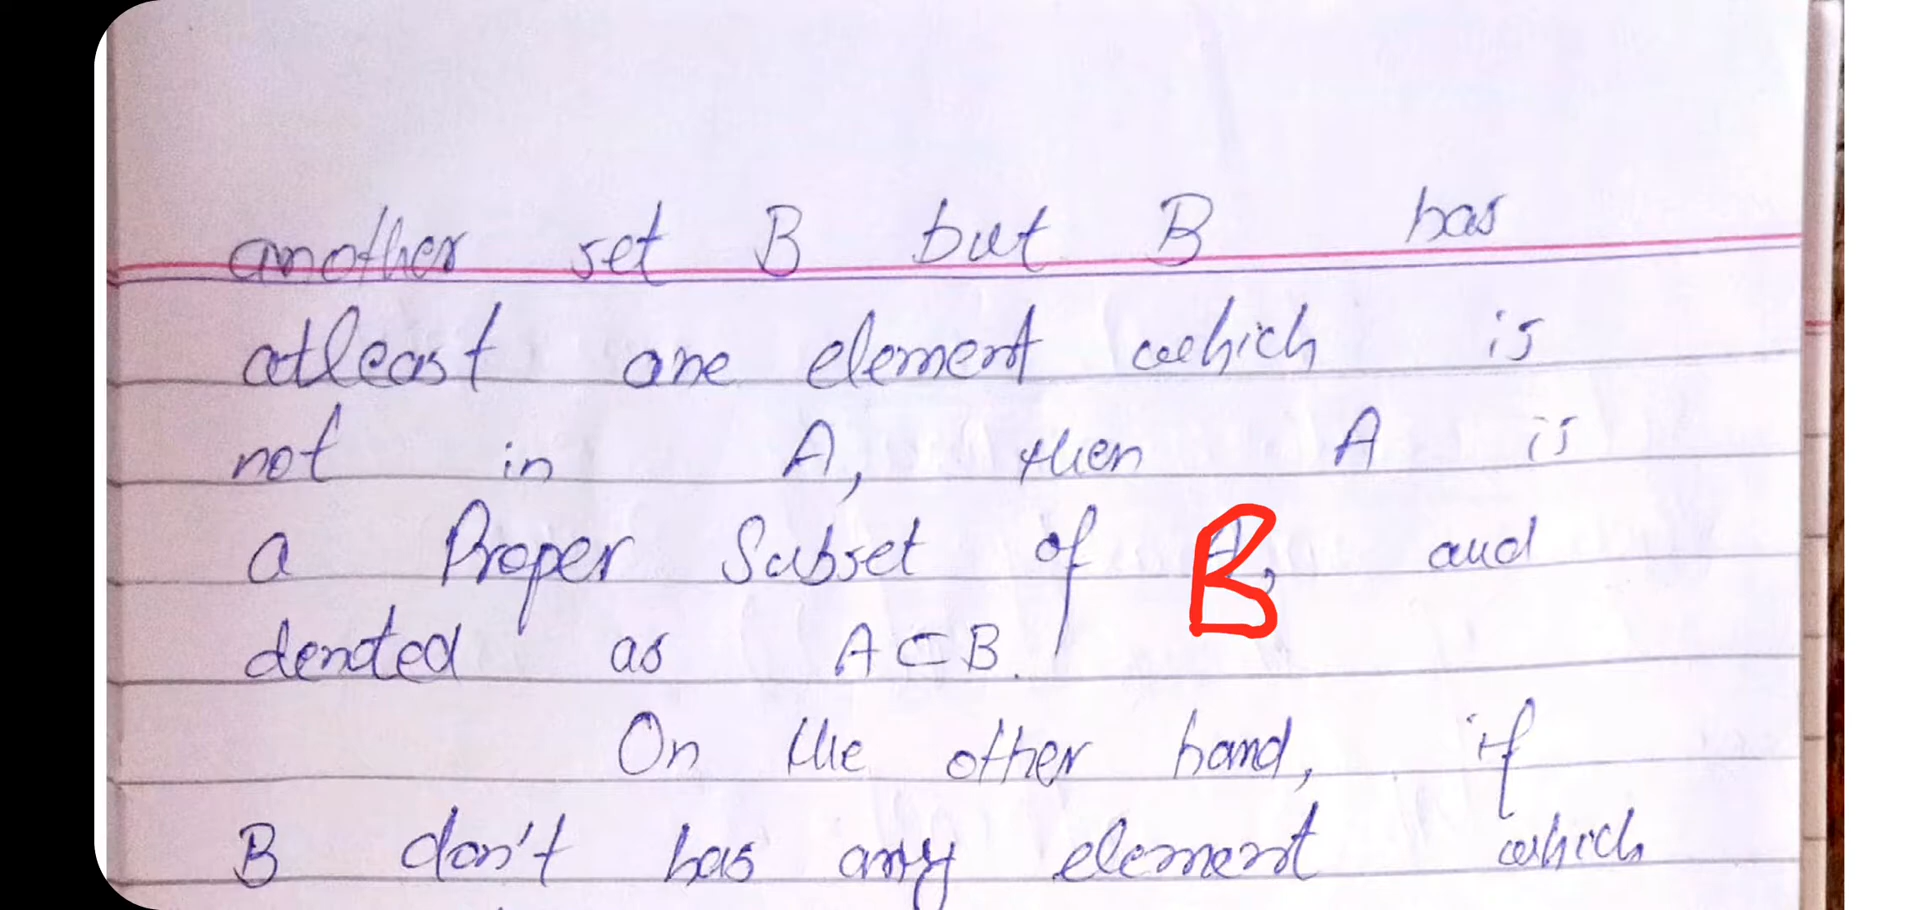 another set B but B has
atleast one element which is
not in A, then A is
a Proper Subset of B, and
denoted as A⊂B.
On the other hand, if
B don't has any element which